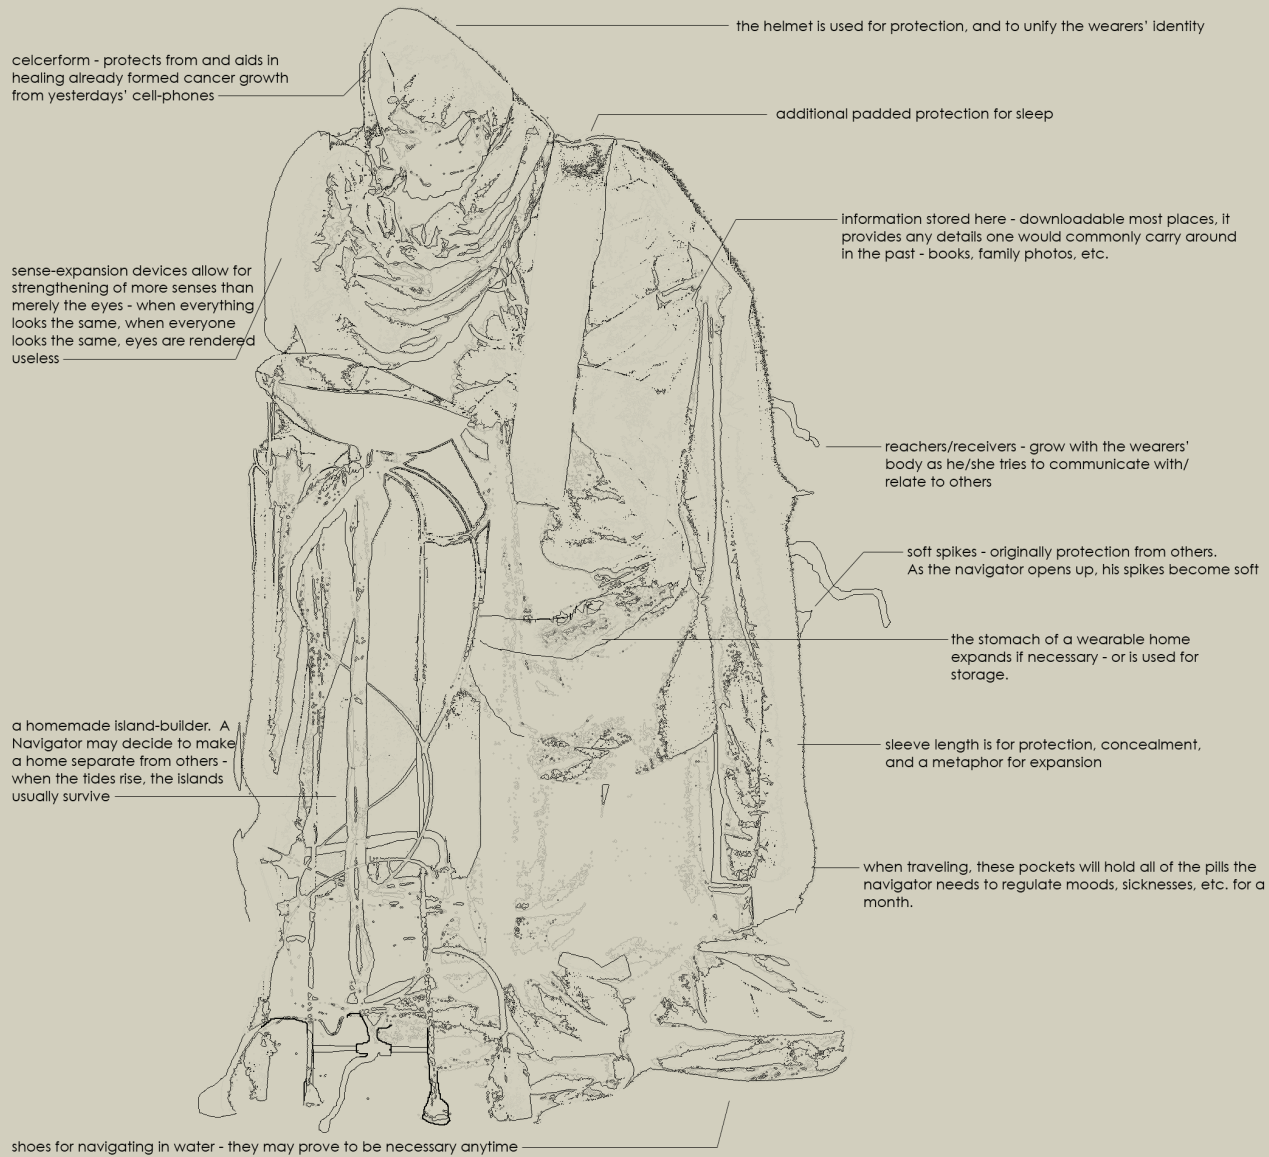 the helmet is used for protection, and to unify the wearers' identity
celcerform - protects from and aids in
healing already formed cancer growth
from yesterdays' cell-phones
additional padded protection for sleep
information stored here - downloadable most places, it
provides any details one would commonly carry around
in the past - books, family photos, etc.
sense-expansion devices allow for
strengthening of more senses than
merely the eyes - when everything
looks the same, when everyone
looks the same, eyes are rendered
useless
reachers/receivers - grow with the wearers'
body as he/she tries to communicate with/
relate to others
soft spikes - originally protection from others.
As the navigator opens up, his spikes become soft
the stomach of a wearable home
expands if necessary - or is used for
storage.
a homemade island-builder.  A
Navigator may decide to make
a home separate from others -
when the tides rise, the islands
usually survive
sleeve length is for protection, concealment,
and a metaphor for expansion
when traveling, these pockets will hold all of the pills the
navigator needs to regulate moods, sicknesses, etc. for a
month.
shoes for navigating in water - they may prove to be necessary anytime